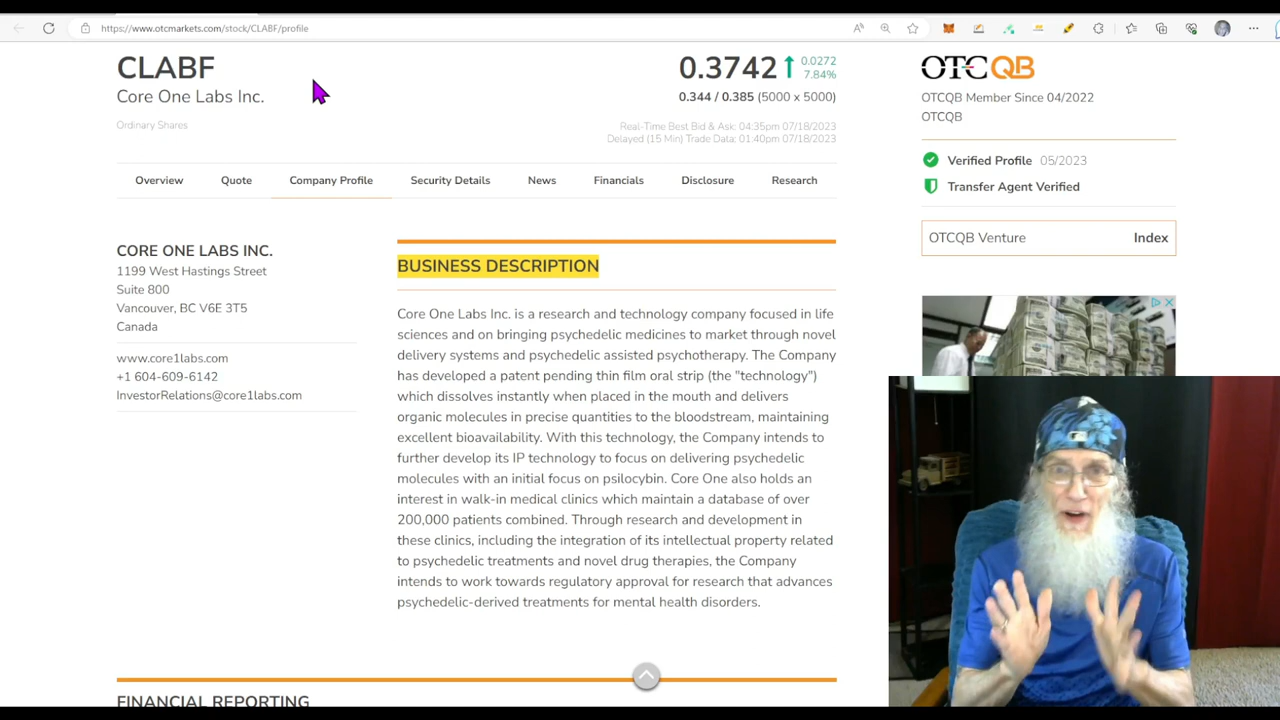 https://www.otcmarkets.com/stock/CLABF/profile
CLABF
Core One Labs Inc.
Ordinary Shares
0.3742
0.0272
7.84%
0.344 / 0.385 (5000 x 5000)
Real-Time Best Bid & Ask: 04:35pm 07/18/2023
Delayed (15 Min) Trade Data: 01:40pm 07/18/2023
OTCQB
OTCQB Member Since 04/2022
OTCQB
Verified Profile 05/2023
Transfer Agent Verified
OTCQB Venture Index
Overview Quote Company Profile Security Details News Financials Disclosure Research
CORE ONE LABS INC.
1199 West Hastings Street
Suite 800
Vancouver, BC V6E 3T5
Canada
www.core1labs.com
+1 604-609-6142
InvestorRelations@core1labs.com
BUSINESS DESCRIPTION
Core One Labs Inc. is a research and technology company focused in life
sciences and on bringing psychedelic medicines to market through novel
delivery systems and psychedelic assisted psychotherapy. The Company
has developed a patent pending thin film oral strip (the "technology")
which dissolves instantly when placed in the mouth and delivers
organic molecules in precise quantities to the bloodstream, maintaining
excellent bioavailability. With this technology, the Company intends to
further develop its IP technology to focus on delivering psychedelic
molecules with an initial focus on psilocybin. Core One also holds an
interest in walk-in medical clinics which maintain a database of over
200,000 patients combined. Through research and development in
these clinics, including the integration of its intellectual property related
to psychedelic treatments and novel drug therapies, the Company
intends to work towards regulatory approval for research that advances
psychedelic-derived treatments for mental health disorders.
FINANCIAL REPORTING